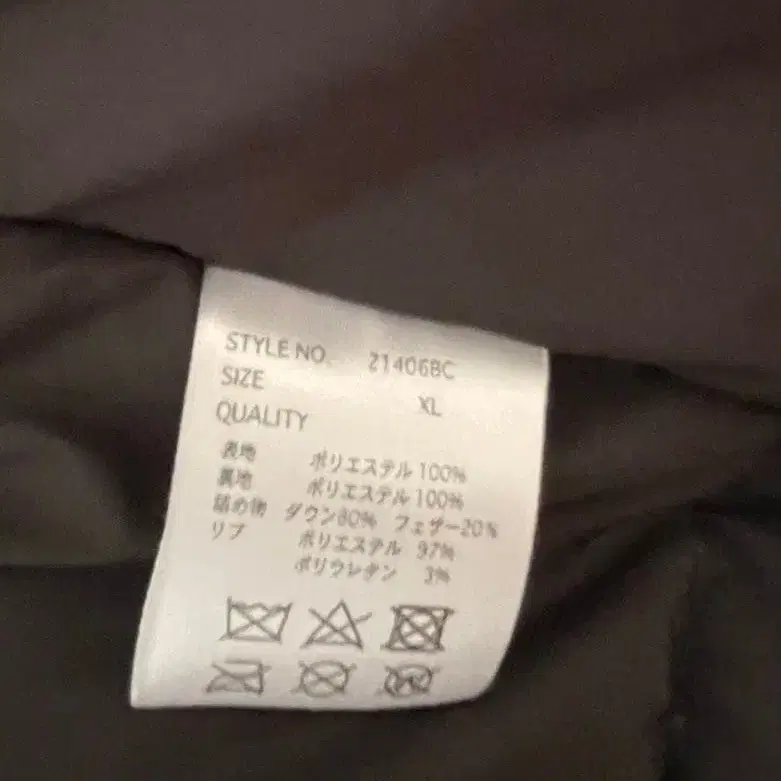 STYLE NO. 21406BC
SIZE XL
QUALITY
表地 ポリエステル 100%
裏地 ポリエステル 100%
詰め物 ダウン80% フェザー20%
リブ ポリエステル 97%
ポリウレタン 3%